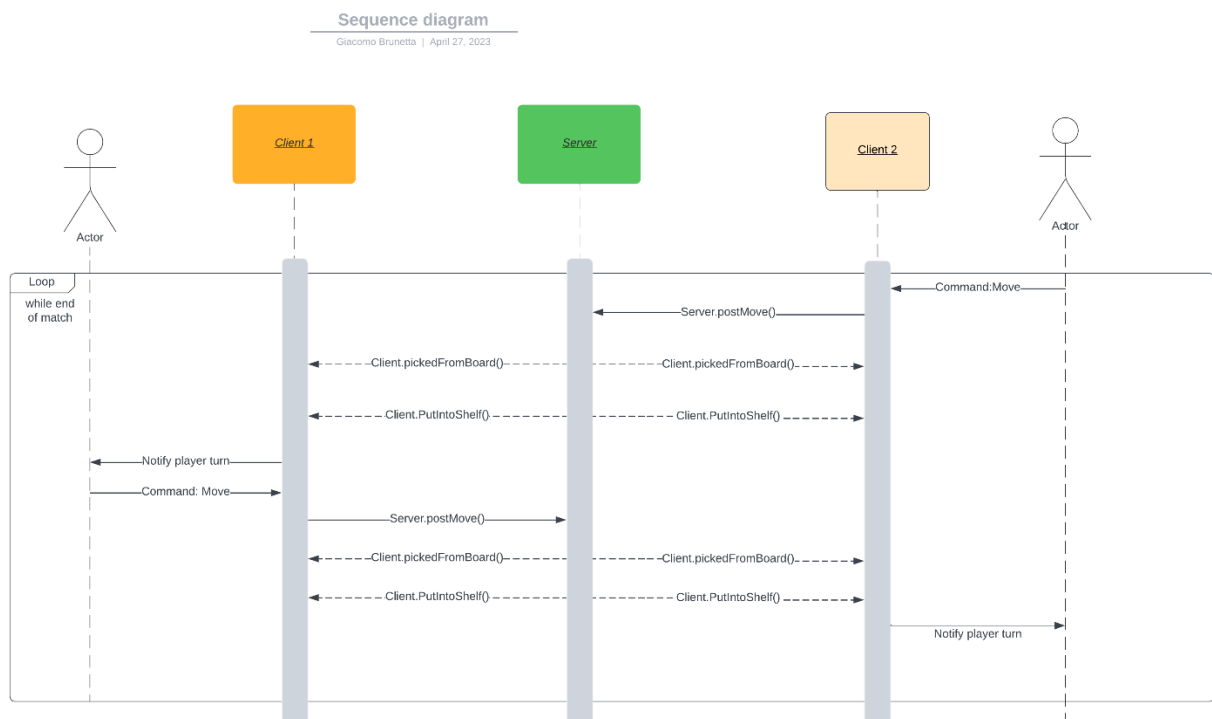 Sequence diagram
Giacomo Brunetta | April 27, 2023
Client 1
Server
Client 2
Actor
Actor
Loop
while end
of match
Command:Move
Server.postMove()
Client.pickedFromBoard()
Client.pickedFromBoard()
Client.PutIntoShelf()
Client.PutIntoShelf()
Notify player turn
Command: Move
Server.postMove()
Client.pickedFromBoard()
Client.pickedFromBoard()
Client.PutIntoShelf()
Client.PutIntoShelf()
Notify player turn